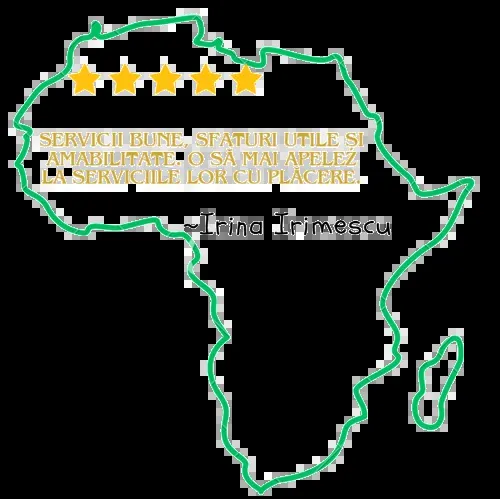 SERVICII BUNE, SFATURI UTILE ȘI
AMABILITATE. O SĂ MAI APELEZ
LA SERVICIILE LOR CU PLĂCERE.
~Irina Irimescu